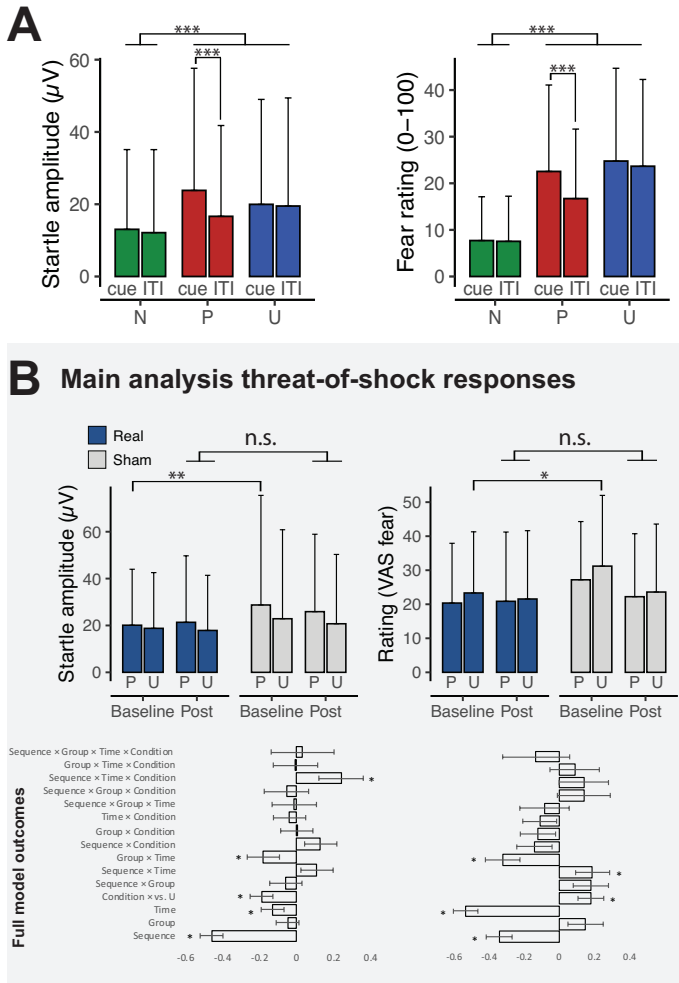 A
*** ***
*** ***
Startle amplitude (µV)
60
40
20
0
cue ITI cue ITI cue ITI
N P U
Fear rating (0–100)
40
30
20
10
0
cue ITI cue ITI cue ITI
N P U
B Main analysis threat-of-shock responses
Real
Sham
n.s.
**
Startle amplitude (µV)
60
40
20
0
P U P U P U P U
Baseline Post Baseline Post
n.s.
*
Rating (VAS fear)
50
40
30
20
10
0
P U P U P U P U
Baseline Post Baseline Post
Full model outcomes
Sequence × Group × Time × Condition
Group × Time × Condition
Sequence × Time × Condition *
Sequence × Group × Condition
Sequence × Group × Time
Time × Condition
Group × Condition
Sequence × Condition
Group × Time * *
Sequence × Time *
Sequence × Group
Condition × vs. U * *
Time * *
Group
Sequence * *
-0.6 -0.4 -0.2 0 0.2 0.4
-0.6 -0.4 -0.2 0 0.2 0.4